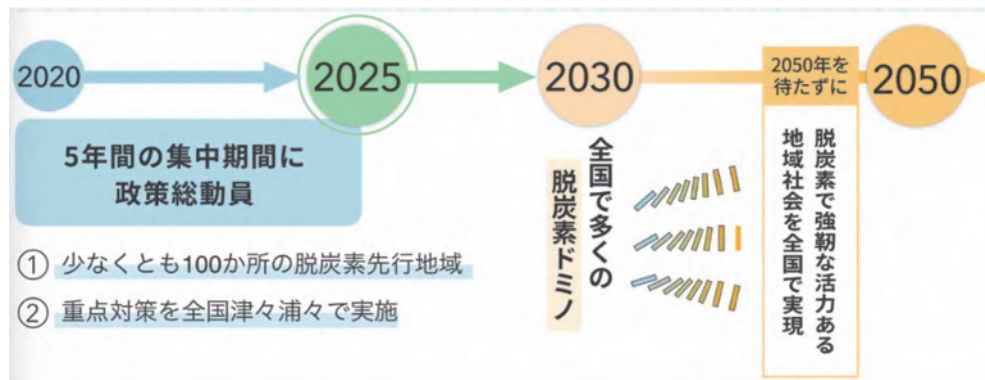 2020
2025
2030
2050年を
待たずに
2050
5年間の集中期間に
政策総動員
① 少なくとも100か所の脱炭素先行地域
② 重点対策を全国津々浦々で実施
全国で多くの
脱炭素ドミノ
脱炭素で強靭な活力ある
地域社会を全国で実現